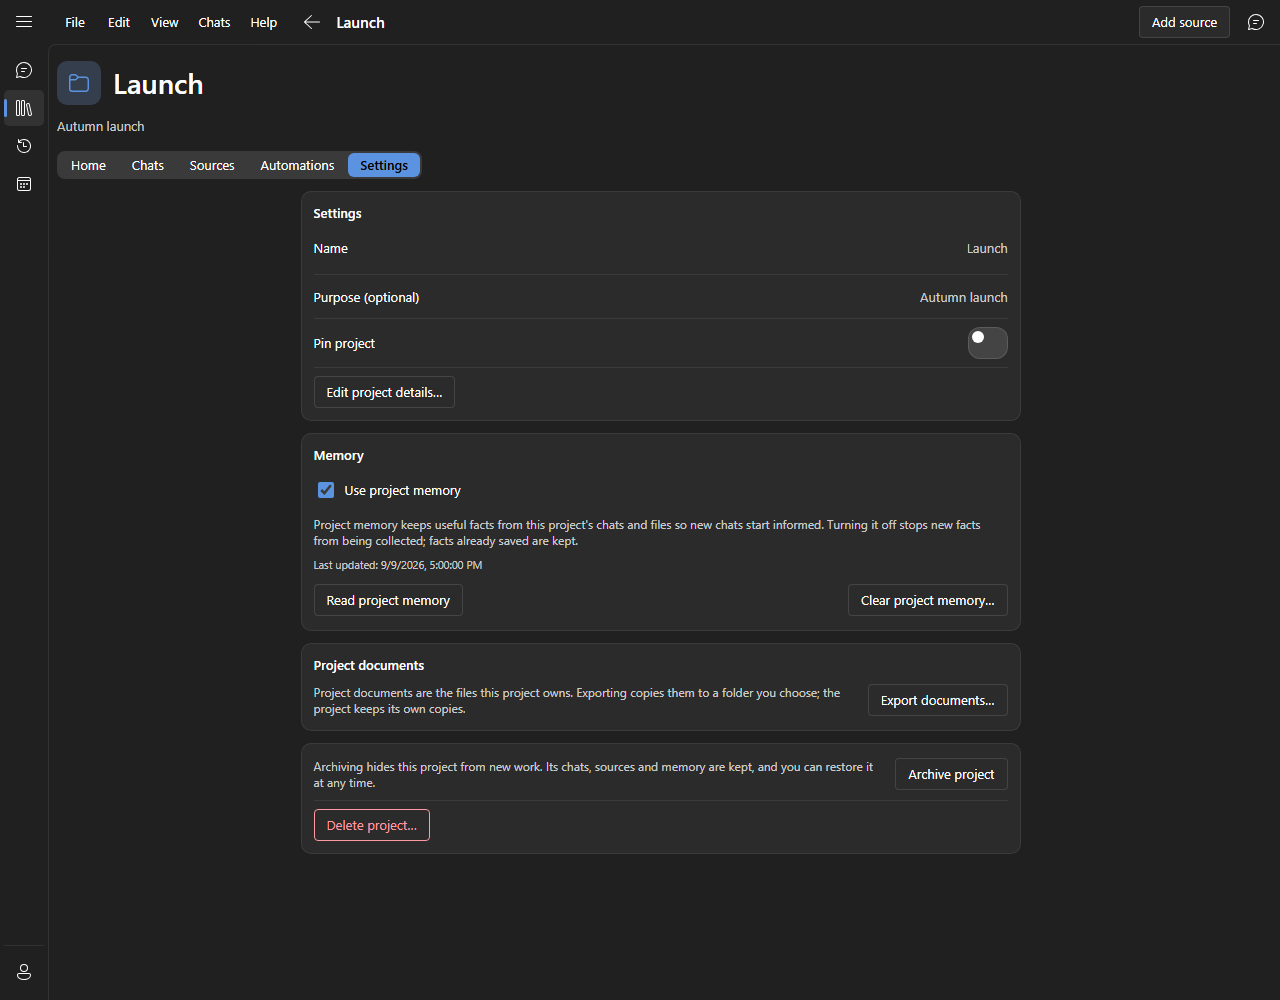 File Edit View Chats Help Launch Add source
Launch
Autumn launch
Home Chats Sources Automations Settings
Settings
Name Launch
Purpose (optional) Autumn launch
Pin project
Edit project details...
Memory
Use project memory
Project memory keeps useful facts from this project's chats and files so new chats start informed. Turning it off stops new facts
from being collected; facts already saved are kept.
Last updated: 9/9/2026, 5:00:00 PM
Read project memory Clear project memory...
Project documents
Project documents are the files this project owns. Exporting copies them to a folder you choose; the
project keeps its own copies.
Export documents...
Archiving hides this project from new work. Its chats, sources and memory are kept, and you can restore it
at any time.
Archive project
Delete project...